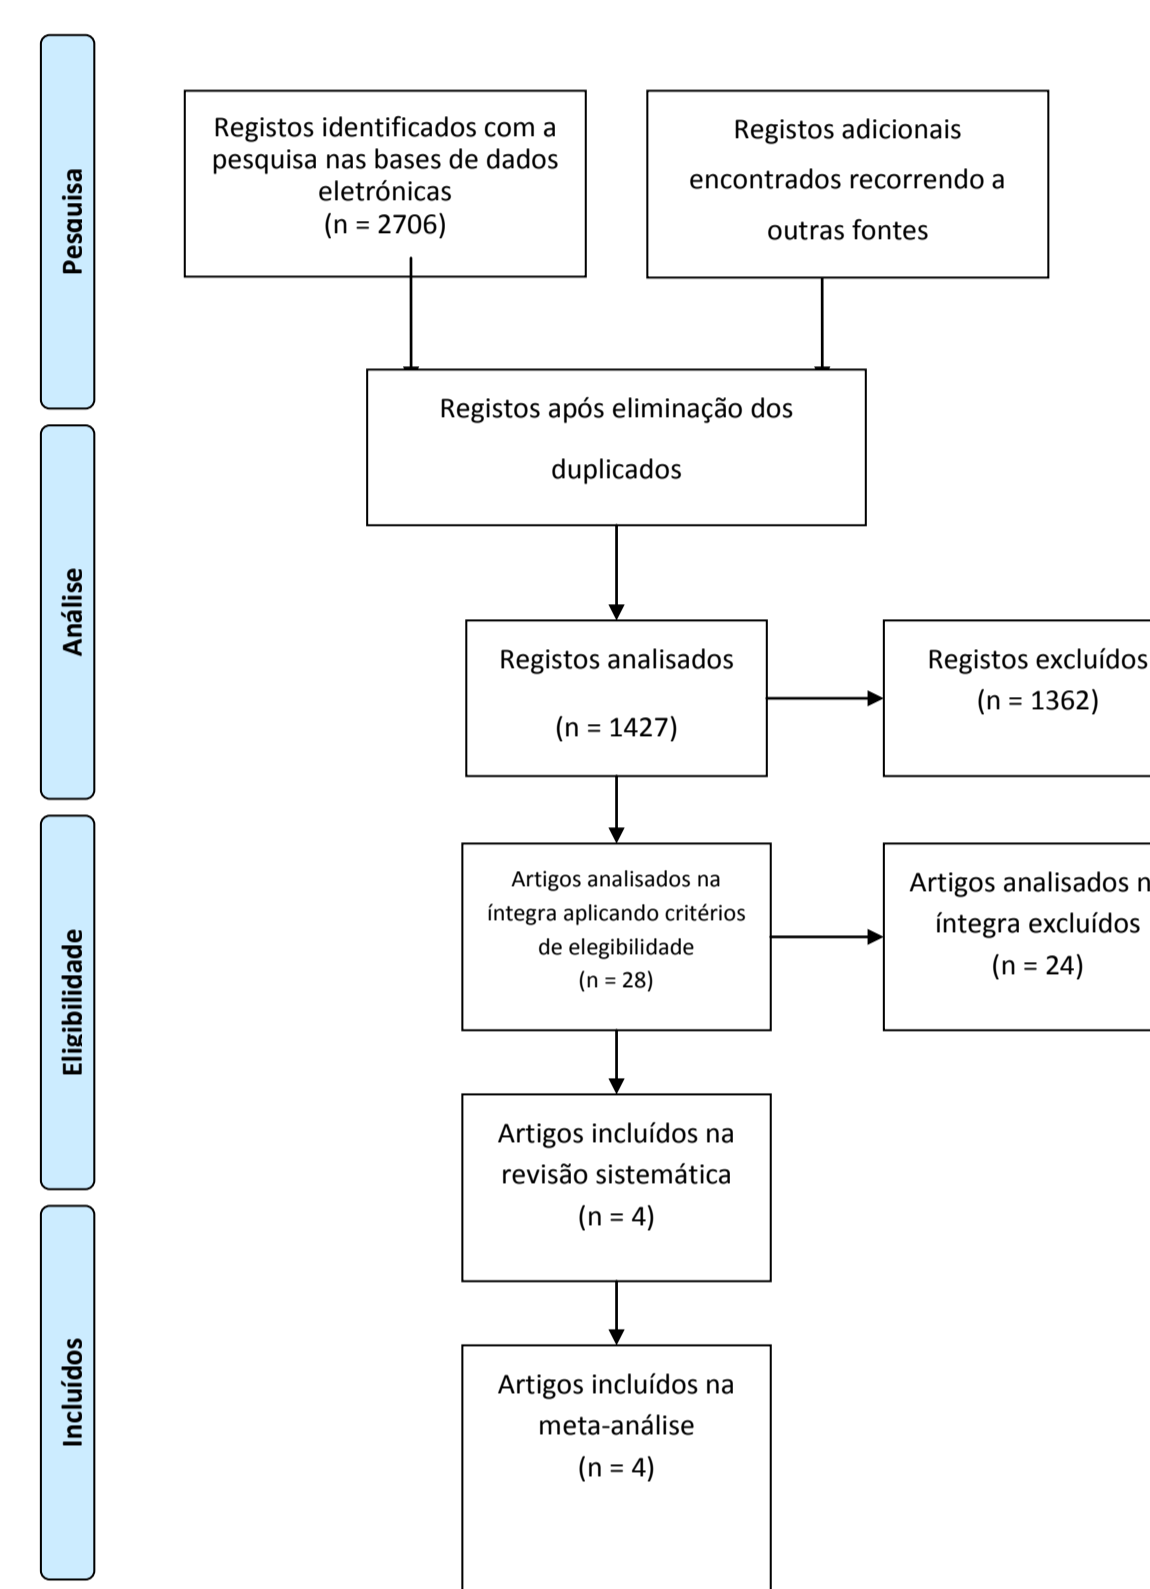 Pesquisa
Registos identificados com a
pesquisa nas bases de dados
eletrónicas
(n = 2706)
Registos adicionais
encontrados recorrendo a
outras fontes
Registos após eliminação dos
duplicados
Análise
Registos analisados
(n = 1427)
Registos excluídos
(n = 1362)
Eligibilidade
Artigos analisados na
íntegra aplicando critérios
de elegibilidade
(n = 28)
Artigos analisados n
íntegra excluídos
(n = 24)
Artigos incluídos na
revisão sistemática
(n = 4)
Incluídos
Artigos incluídos na
meta-análise
(n = 4)